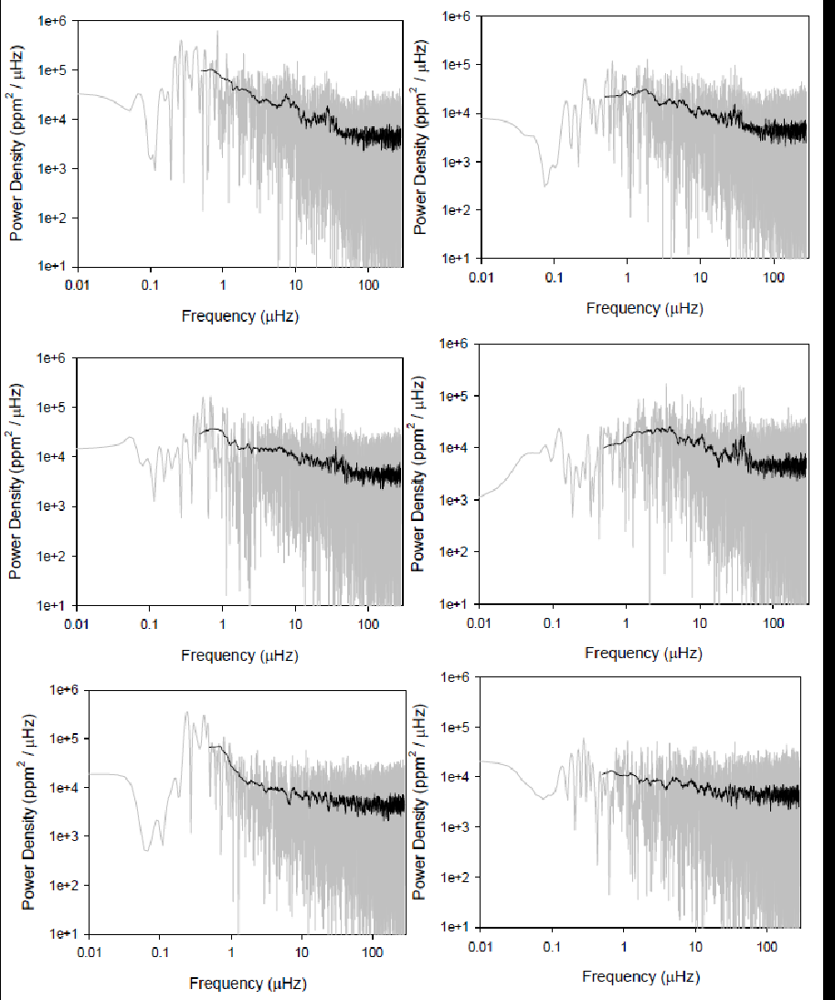 1e+6
1e+5
1e+4
1e+3
1e+2
1e+1
Power Density (ppm² / μHz)
0.01 0.1 1 10 100
Frequency (μHz)
1e+6
1e+5
1e+4
1e+3
1e+2
1e+1
Power Density (ppm² / μHz)
0.01 0.1 1 10 100
Frequency (μHz)
1e+6
1e+5
1e+4
1e+3
1e+2
1e+1
Power Density (ppm² / μHz)
0.01 0.1 1 10 100
Frequency (μHz)
1e+6
1e+5
1e+4
1e+3
1e+2
1e+1
Power Density (ppm² / μHz)
0.01 0.1 1 10 100
Frequency (μHz)
1e+6
1e+5
1e+4
1e+3
1e+2
1e+1
Power Density (ppm² / μHz)
0.01 0.1 1 10 100
Frequency (μHz)
1e+6
1e+5
1e+4
1e+3
1e+2
1e+1
Power Density (ppm² / μHz)
0.01 0.1 1 10 100
Frequency (μHz)